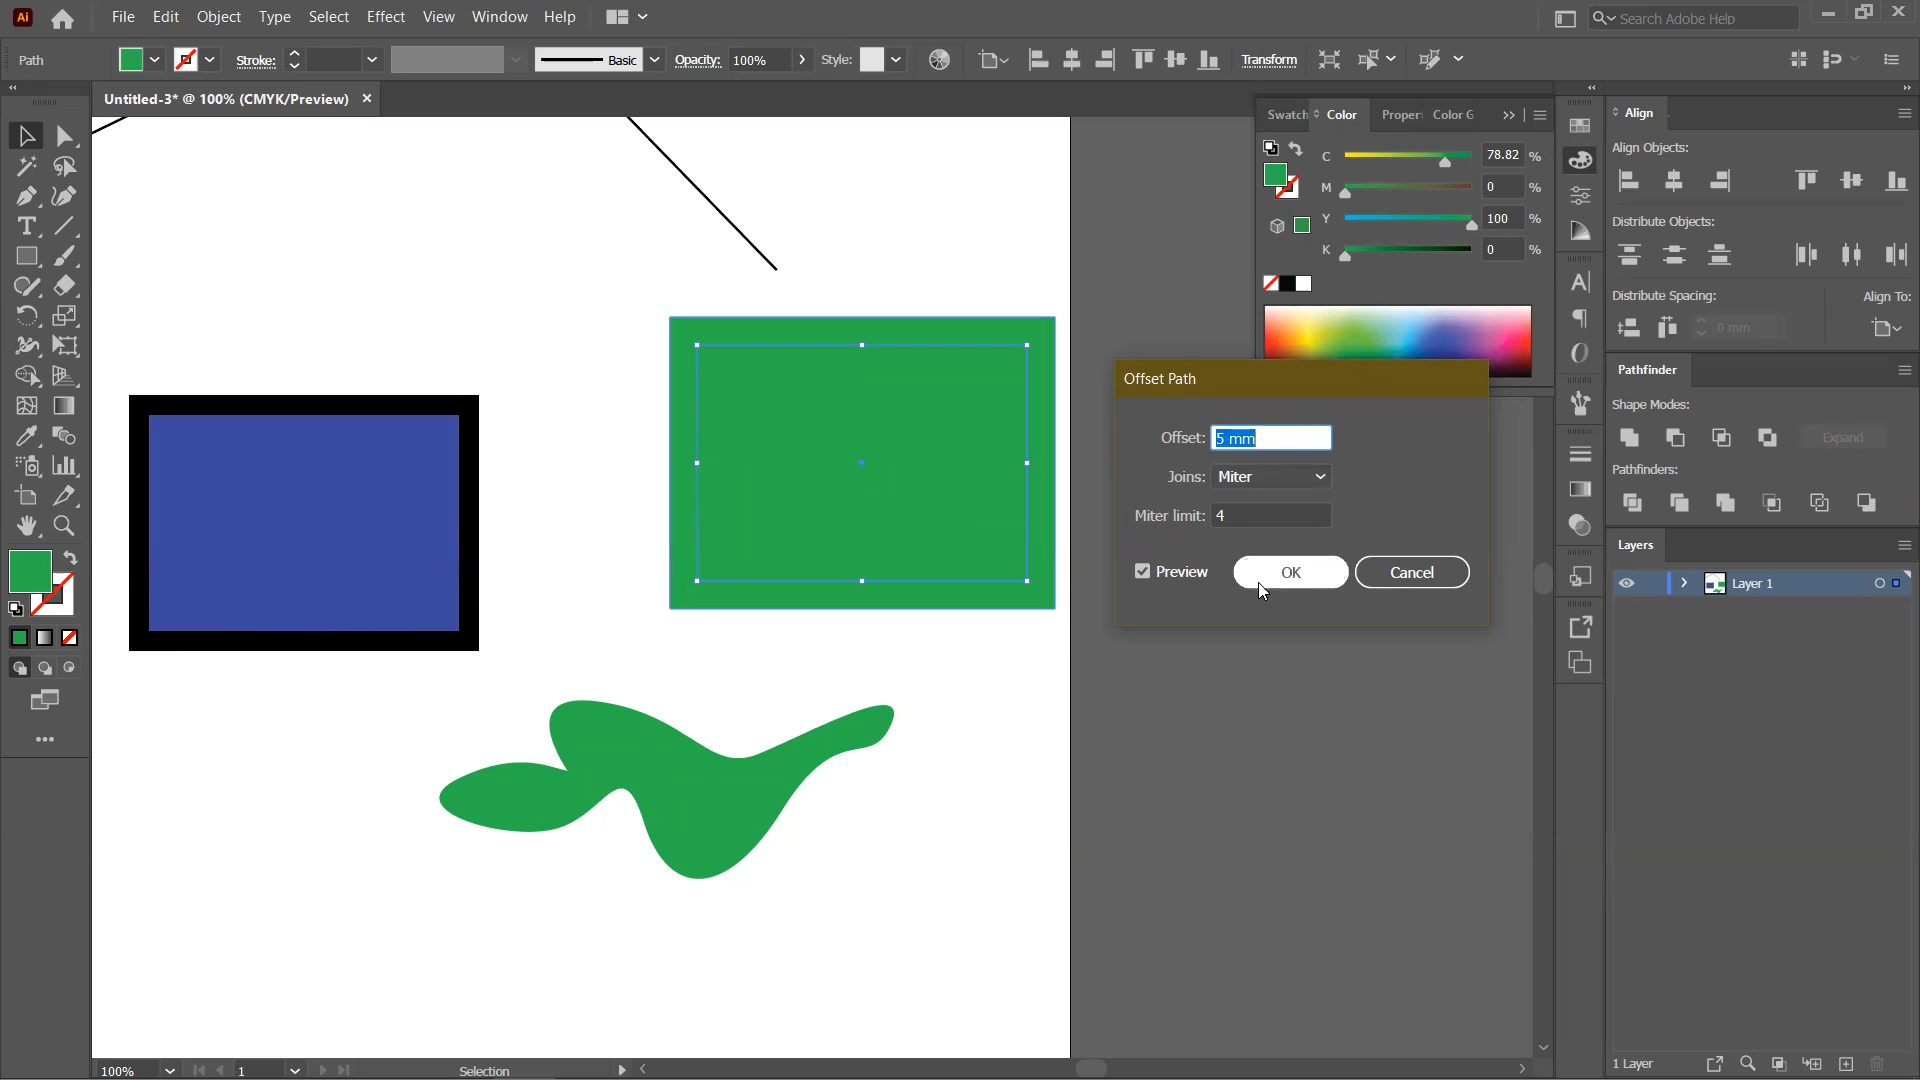 Ai File Edit Object Type Select Effect View Window Help Search Adobe Help
Path Stroke: Basic Opacity: 100% Style: Transform
Untitled-3* @ 100% (CMYK/Preview)
Swatch Color Proper Color G
C 78.82 %
M 0 %
Y 100 %
K 0 %
Align
Align Objects:
Distribute Objects:
Distribute Spacing: Align To:
0 mm
Pathfinder
Shape Modes:
Expand
Pathfinders:
Layers
Layer 1
Offset Path
Offset: 5 mm
Joins: Miter
Miter limit: 4
Preview OK Cancel
100% 1 Selection
1 Layer